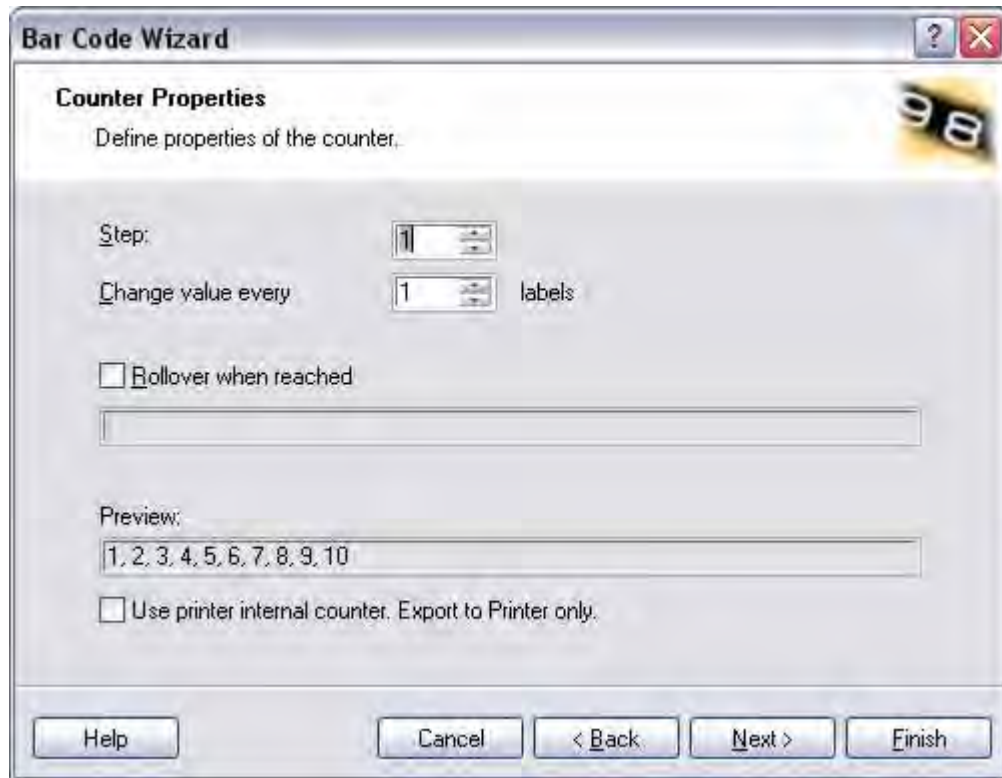 Bar Code Wizard ?
Counter Properties
Define properties of the counter.
98
Step: 1
Change value every 1 labels
Rollover when reached
Preview:
1, 2, 3, 4, 5, 6, 7, 8, 9, 10
Use printer internal counter. Export to Printer only.
Help Cancel < Back Next > Finish